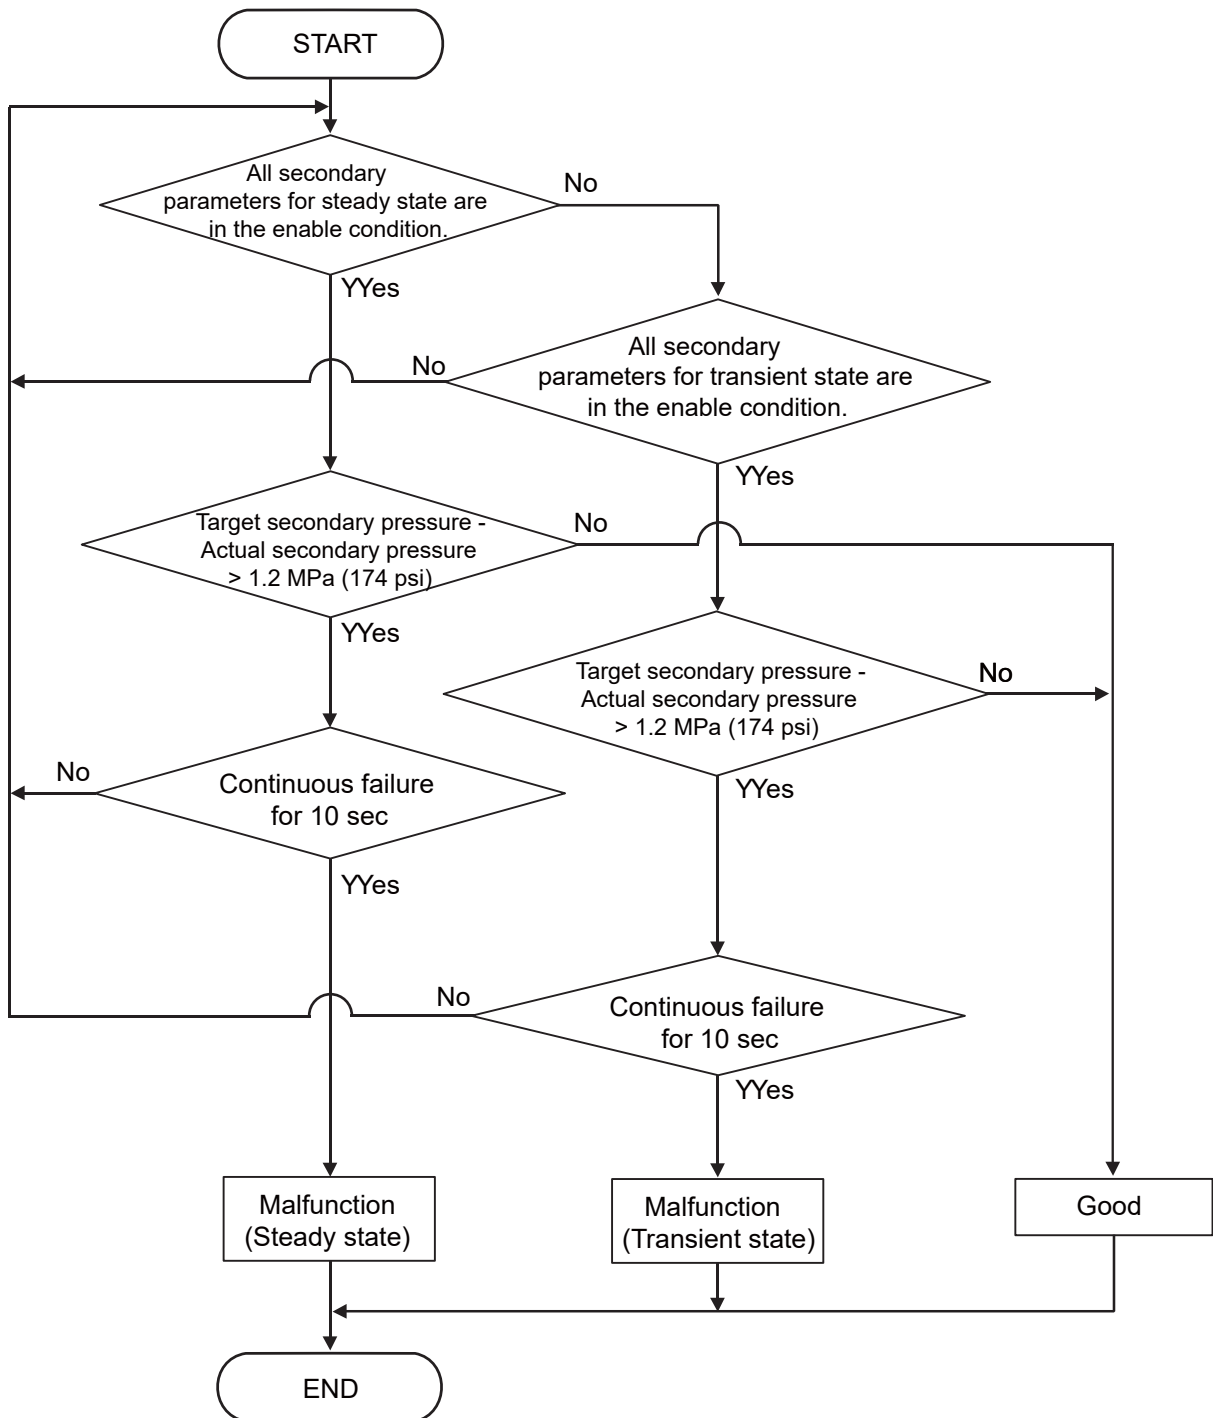 START
All secondary
parameters for steady state are
in the enable condition.
No
YYes
All secondary
parameters for transient state are
in the enable condition.
No
YYes
Target secondary pressure -
Actual secondary pressure
> 1.2 MPa (174 psi)
No
YYes
Target secondary pressure -
Actual secondary pressure
> 1.2 MPa (174 psi)
No
YYes
Continuous failure
for 10 sec
No
YYes
Continuous failure
for 10 sec
No
YYes
Malfunction
(Steady state)
Malfunction
(Transient state)
Good
END